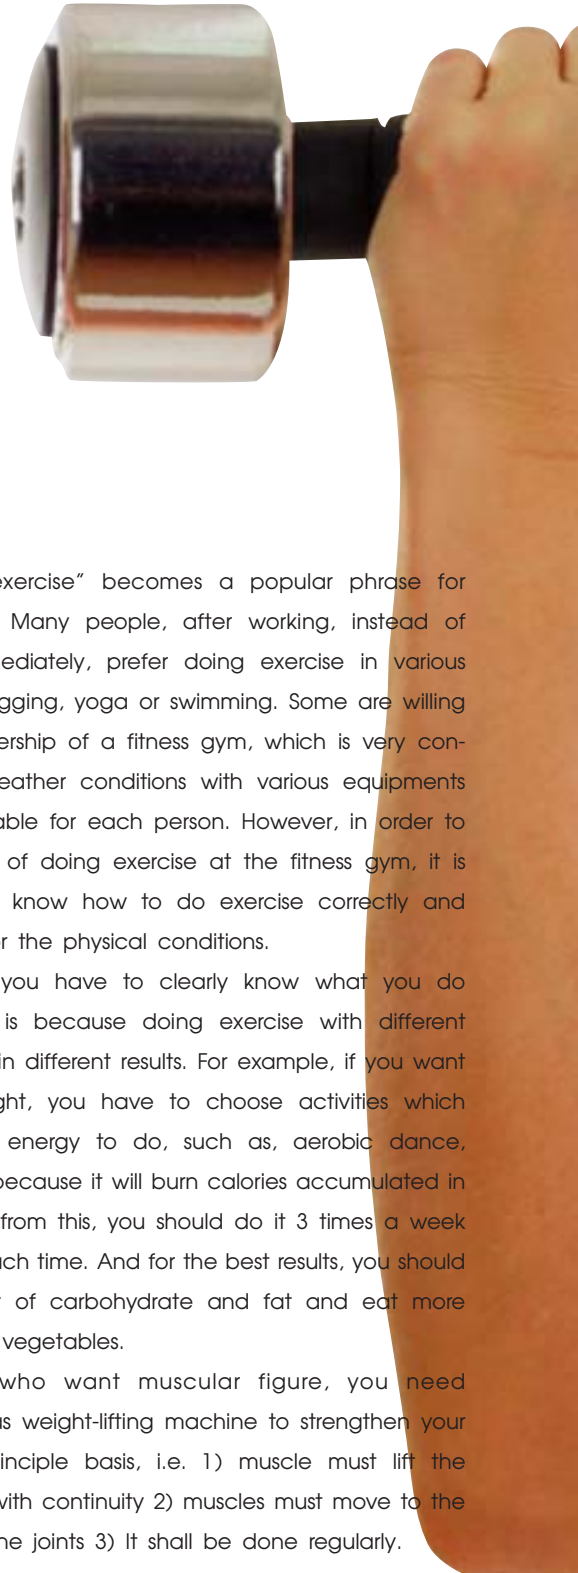 exercise” becomes a popular phrase for
Many people, after working, instead of
prefer doing exercise in various
yoga or swimming. Some are willing
of a fitness gym, which is very con-
conditions with various equipments
for each person. However, in order to
of doing exercise at the fitness gym, it is
know how to do exercise correctly and
the physical conditions.
you have to clearly know what you do
is because doing exercise with different
in different results. For example, if you want
you have to choose activities which
energy to do, such as, aerobic dance,
because it will burn calories accumulated in
from this, you should do it 3 times a week
time. And for the best results, you should
of carbohydrate and fat and eat more
vegetables.
who want muscular figure, you need
weight-lifting machine to strengthen your
basis, i.e. 1) muscle must lift the
with continuity 2) muscles must move to the
joints 3) It shall be done regularly.